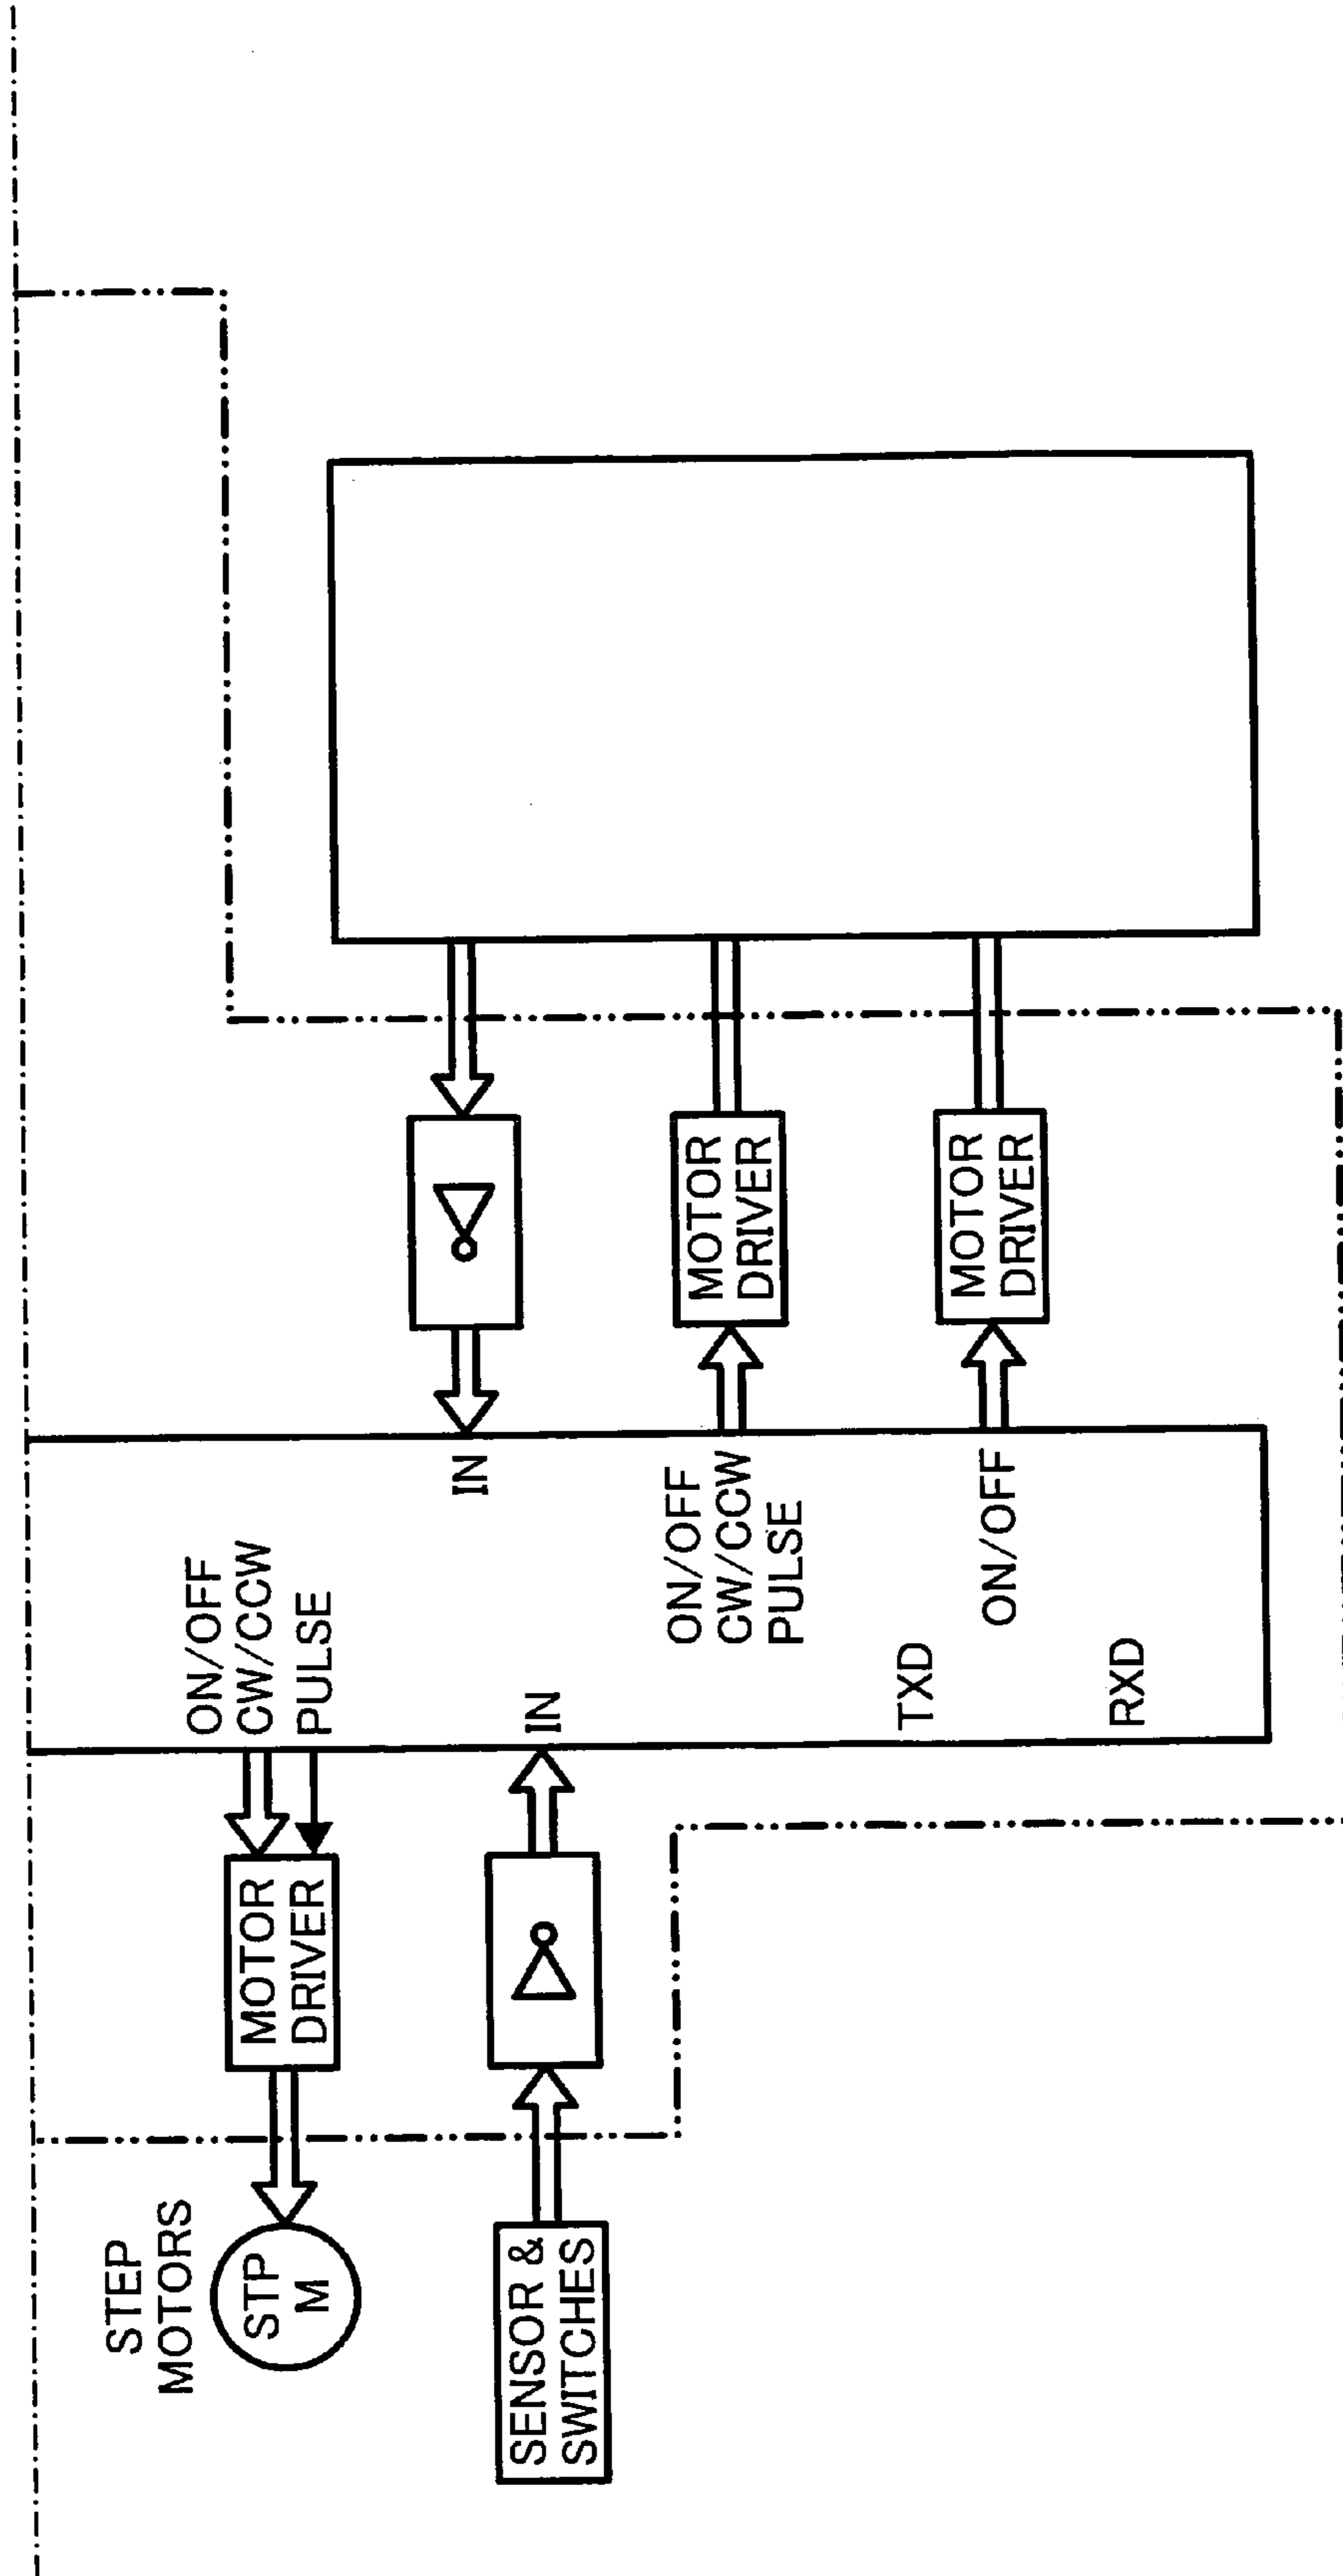 STEP
MOTORS
STP
M
MOTOR
DRIVER
ON/OFF
CW/CCW
PULSE
SENSOR &
SWITCHES
IN
IN
ON/OFF
CW/CCW
PULSE
MOTOR
DRIVER
TXD
ON/OFF
MOTOR
DRIVER
RXD